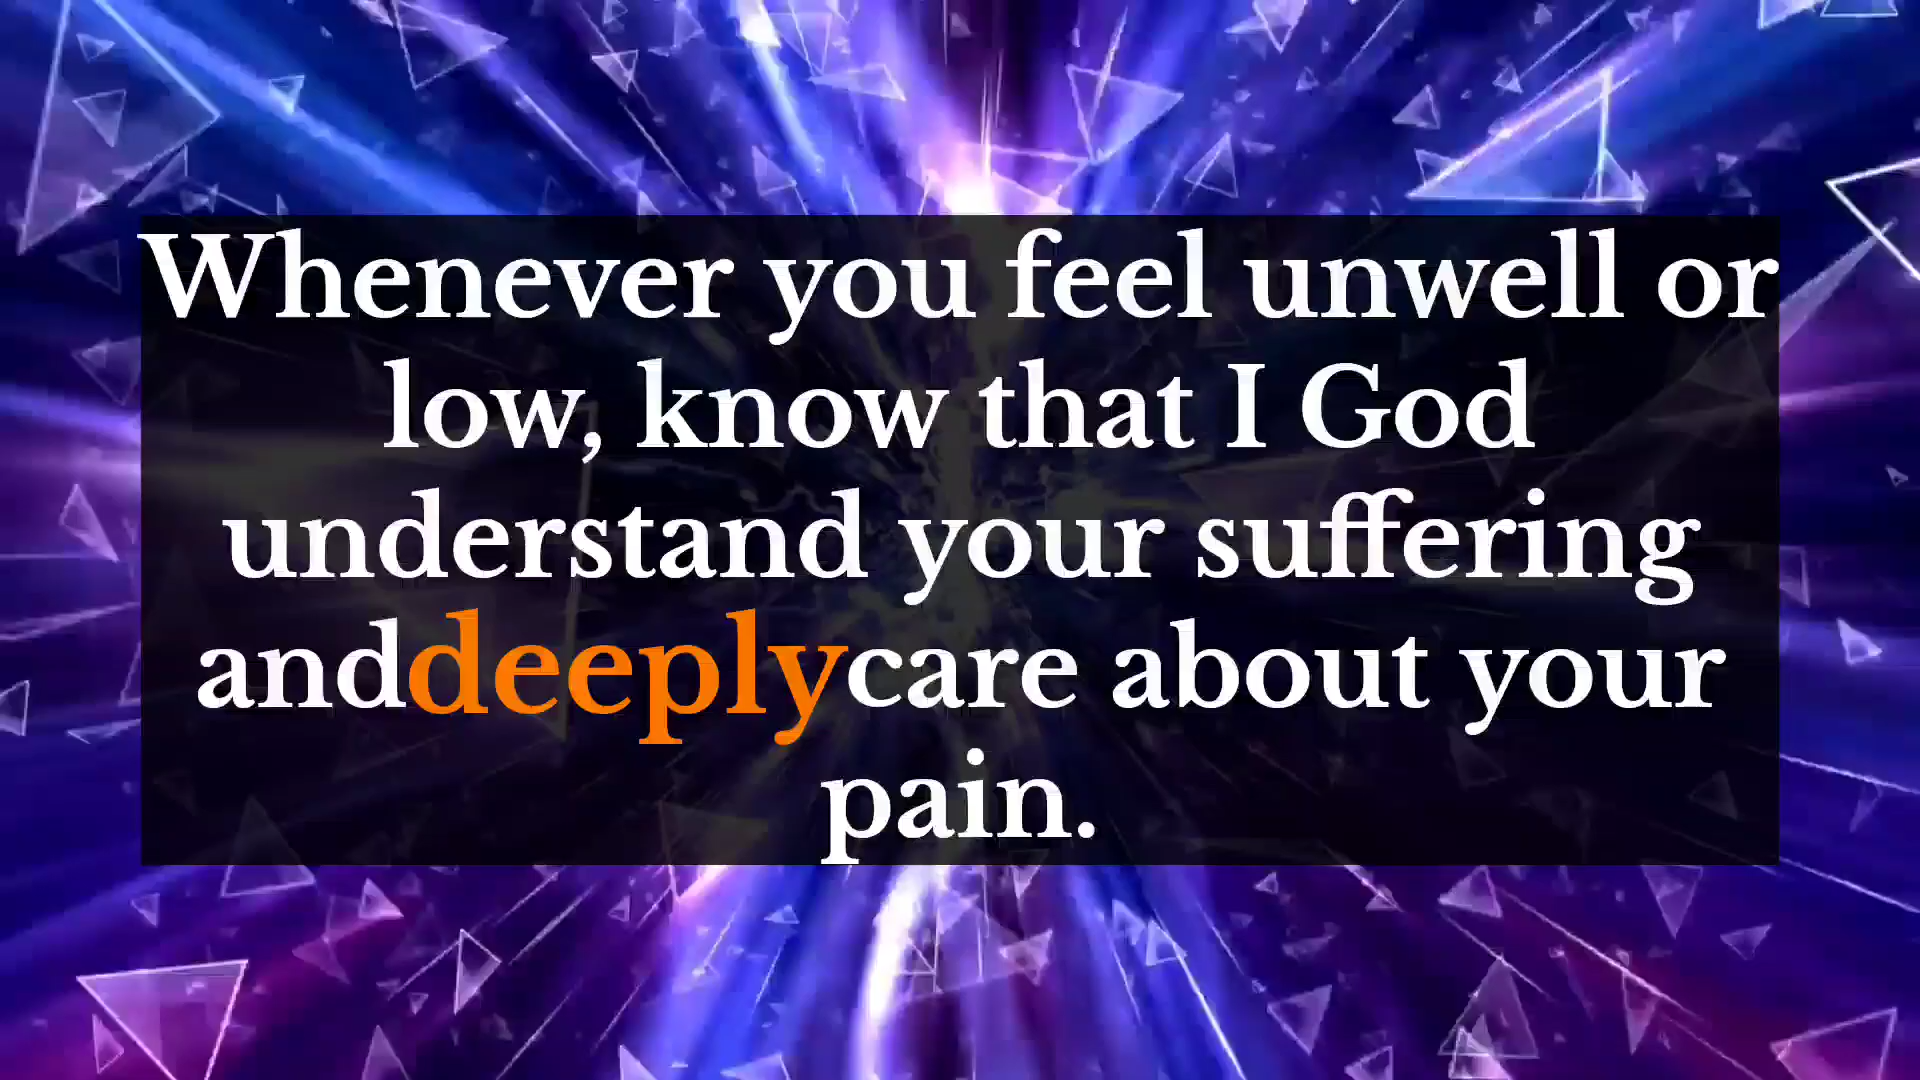 Whenever you feel unwell or
low, know that I God
understand your suffering
anddeeplycare about your
pain.